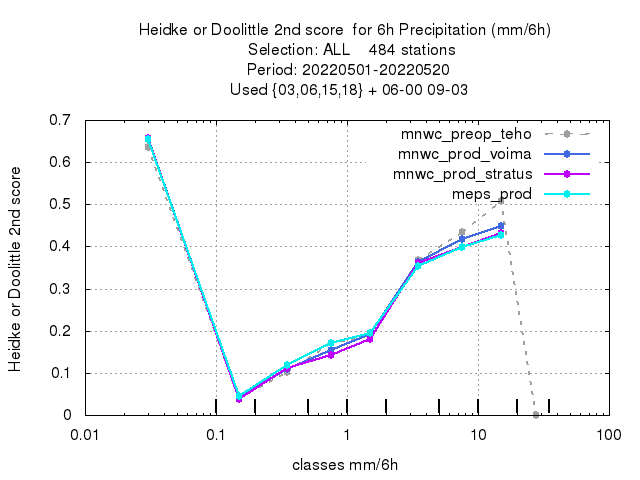 Heidke or Doolittle 2nd score  for 6h Precipitation (mm/6h)
Selection: ALL    484 stations
Period: 20220501-20220520
Used {03,06,15,18} + 06-00 09-03
mnwc_preop_teho
mnwc_prod_voima
mnwc_prod_stratus
meps_prod
Heidke or Doolittle 2nd score
0.7
0.6
0.5
0.4
0.3
0.2
0.1
0
0.01 0.1 1 10 100
classes mm/6h